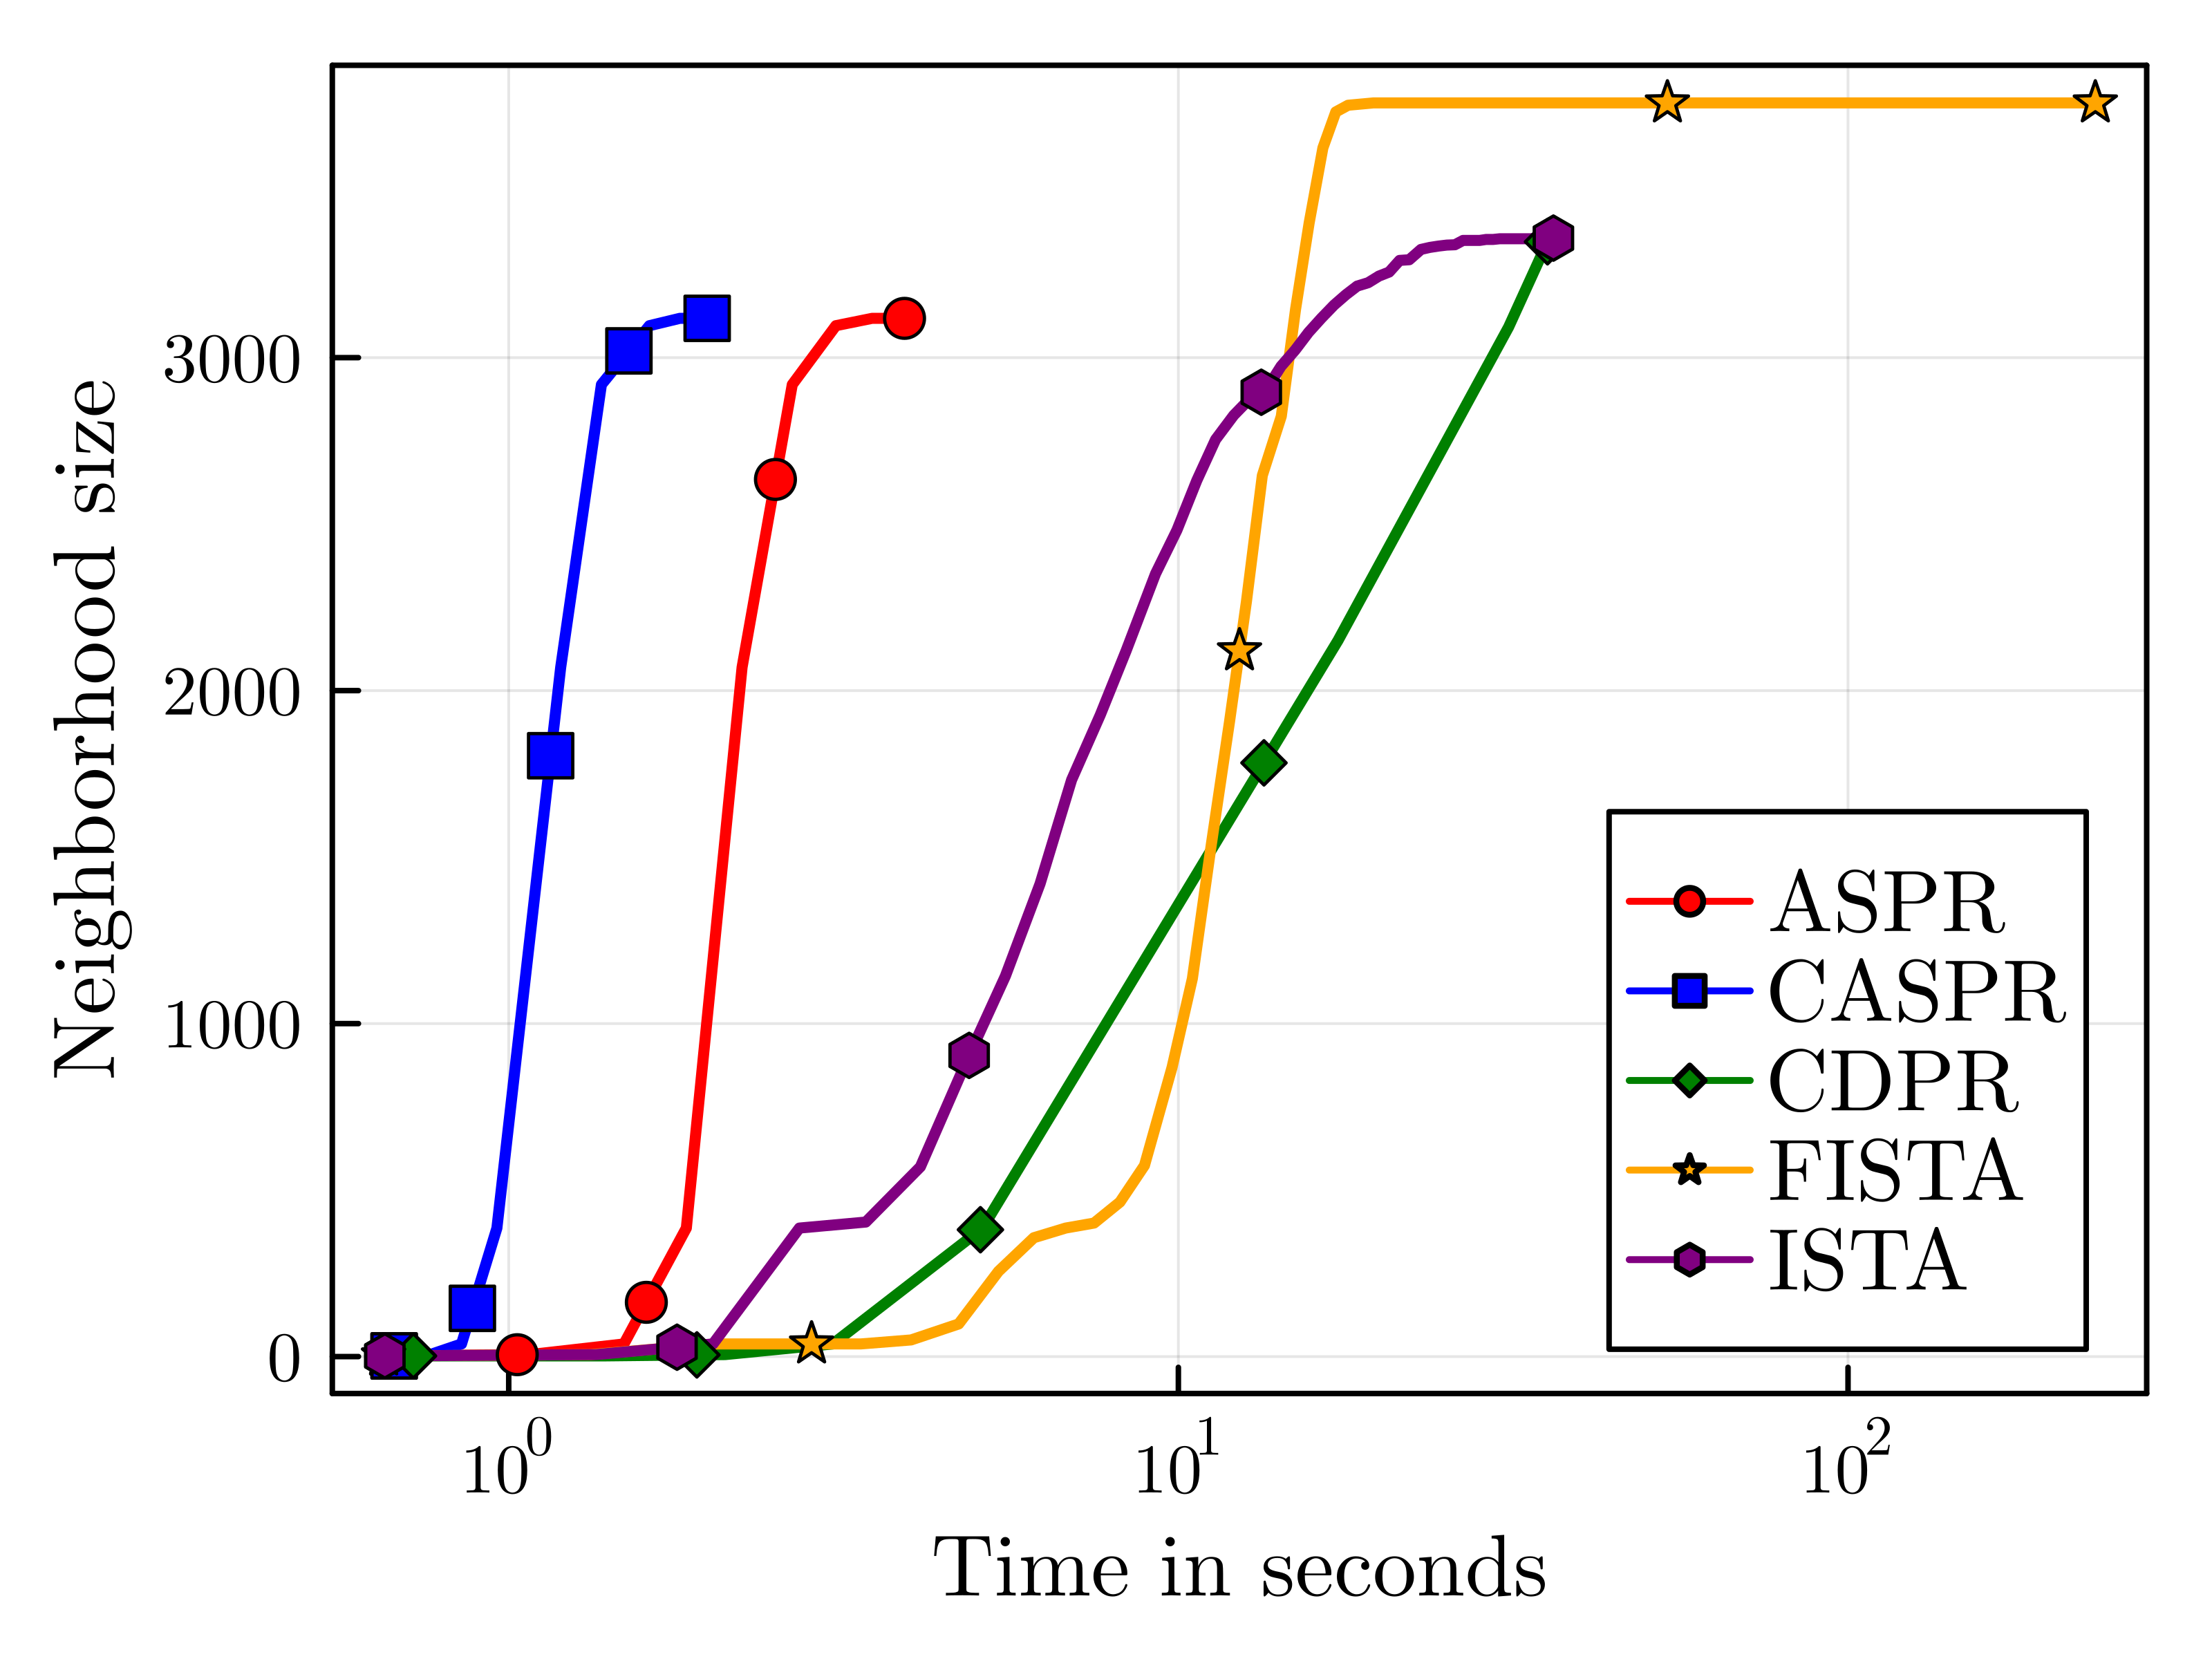 Neighborhood size
3000
2000
1000
0
10^0
10^1
10^2
Time in seconds
ASPR
CASPR
CDPR
FISTA
ISTA